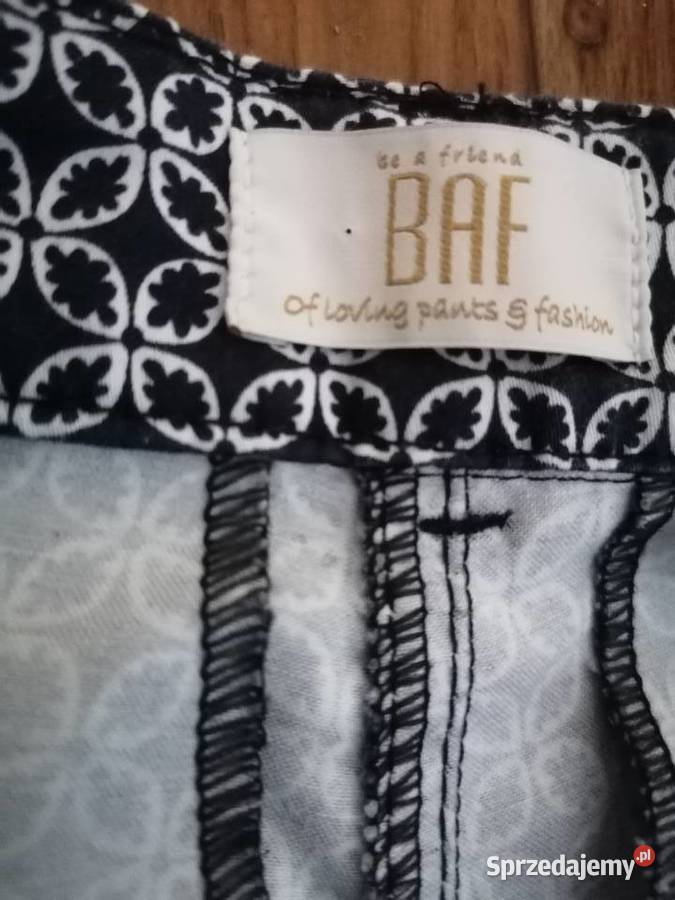 be a friend
BAF
of loving pants & fashion
Sprzedajemy.pl